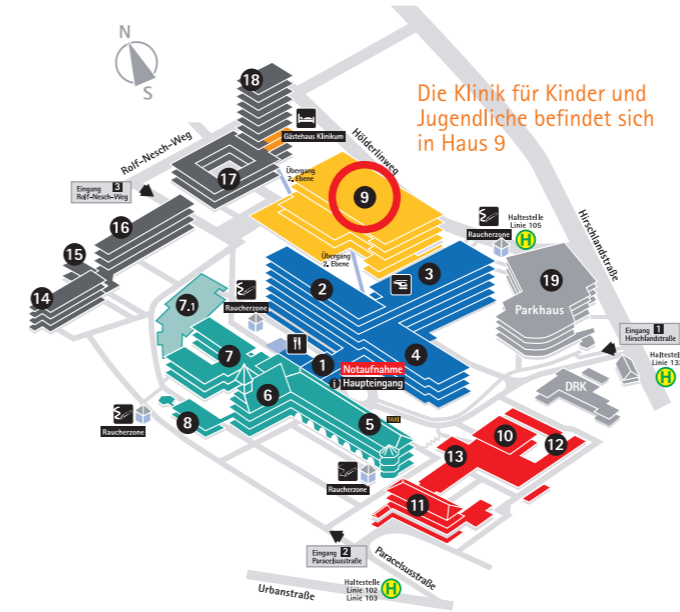 N
S
18
Die Klinik für Kinder und
Jugendliche befindet sich
in Haus 9
Gästehaus Klinikum
Hölderlinweg
Rolf-Nesch-Weg
17
Übergang
2. Ebene
Eingang 3
Rolf-Nesch-Weg
9
Hirschlandstraße
16
Haltestelle
Linie 105
H
Raucherzone
15
Übergang
2. Ebene
14
2
3
19
Parkhaus
7.1
Raucherzone
Eingang 1
Hirschlandstraße
7
1
4
Notaufnahme
i Haupteingang
Haltestelle
H
DRK
6
8
5
TAXI
Raucherzone
10
12
13
Raucherzone
11
Eingang 2
Paracelsusstraße
Paracelsusstraße
Urbanstraße
Haltestelle
Linie 102
Linie 103
H